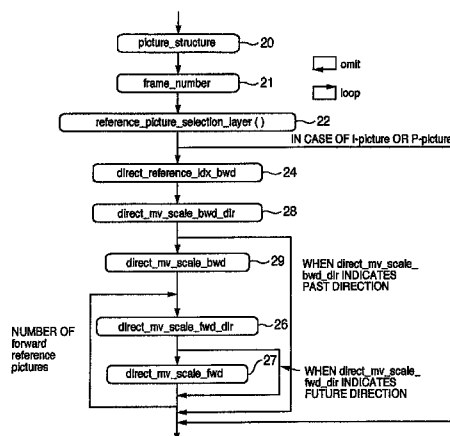 picture_structure 20
omit
frame_number 21
loop
reference_picture_selection_layer ( ) 22
IN CASE OF I-picture OR P-picture
direct_reference_idx_bwd 24
direct_mv_scale_bwd_dir 28
direct_mv_scale_bwd 29
WHEN direct_mv_scale_
bwd_dir INDICATES
PAST DIRECTION
NUMBER OF
forward
reference
pictures
direct_mv_scale_fwd_dir 26
direct_mv_scale_fwd 27
WHEN direct_mv_scale_
fwd_dir INDICATES
FUTURE DIRECTION